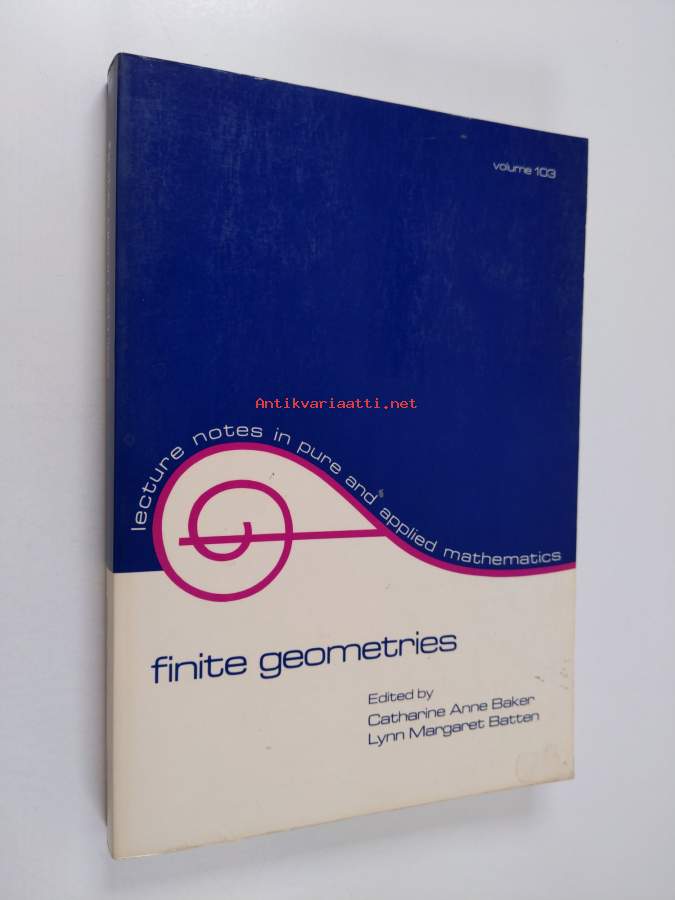 volume 103
Antikvariaatti.net
lecture notes in pure and applied mathematics
finite geometries
Edited by
Catharine Anne Baker
Lynn Margaret Batten